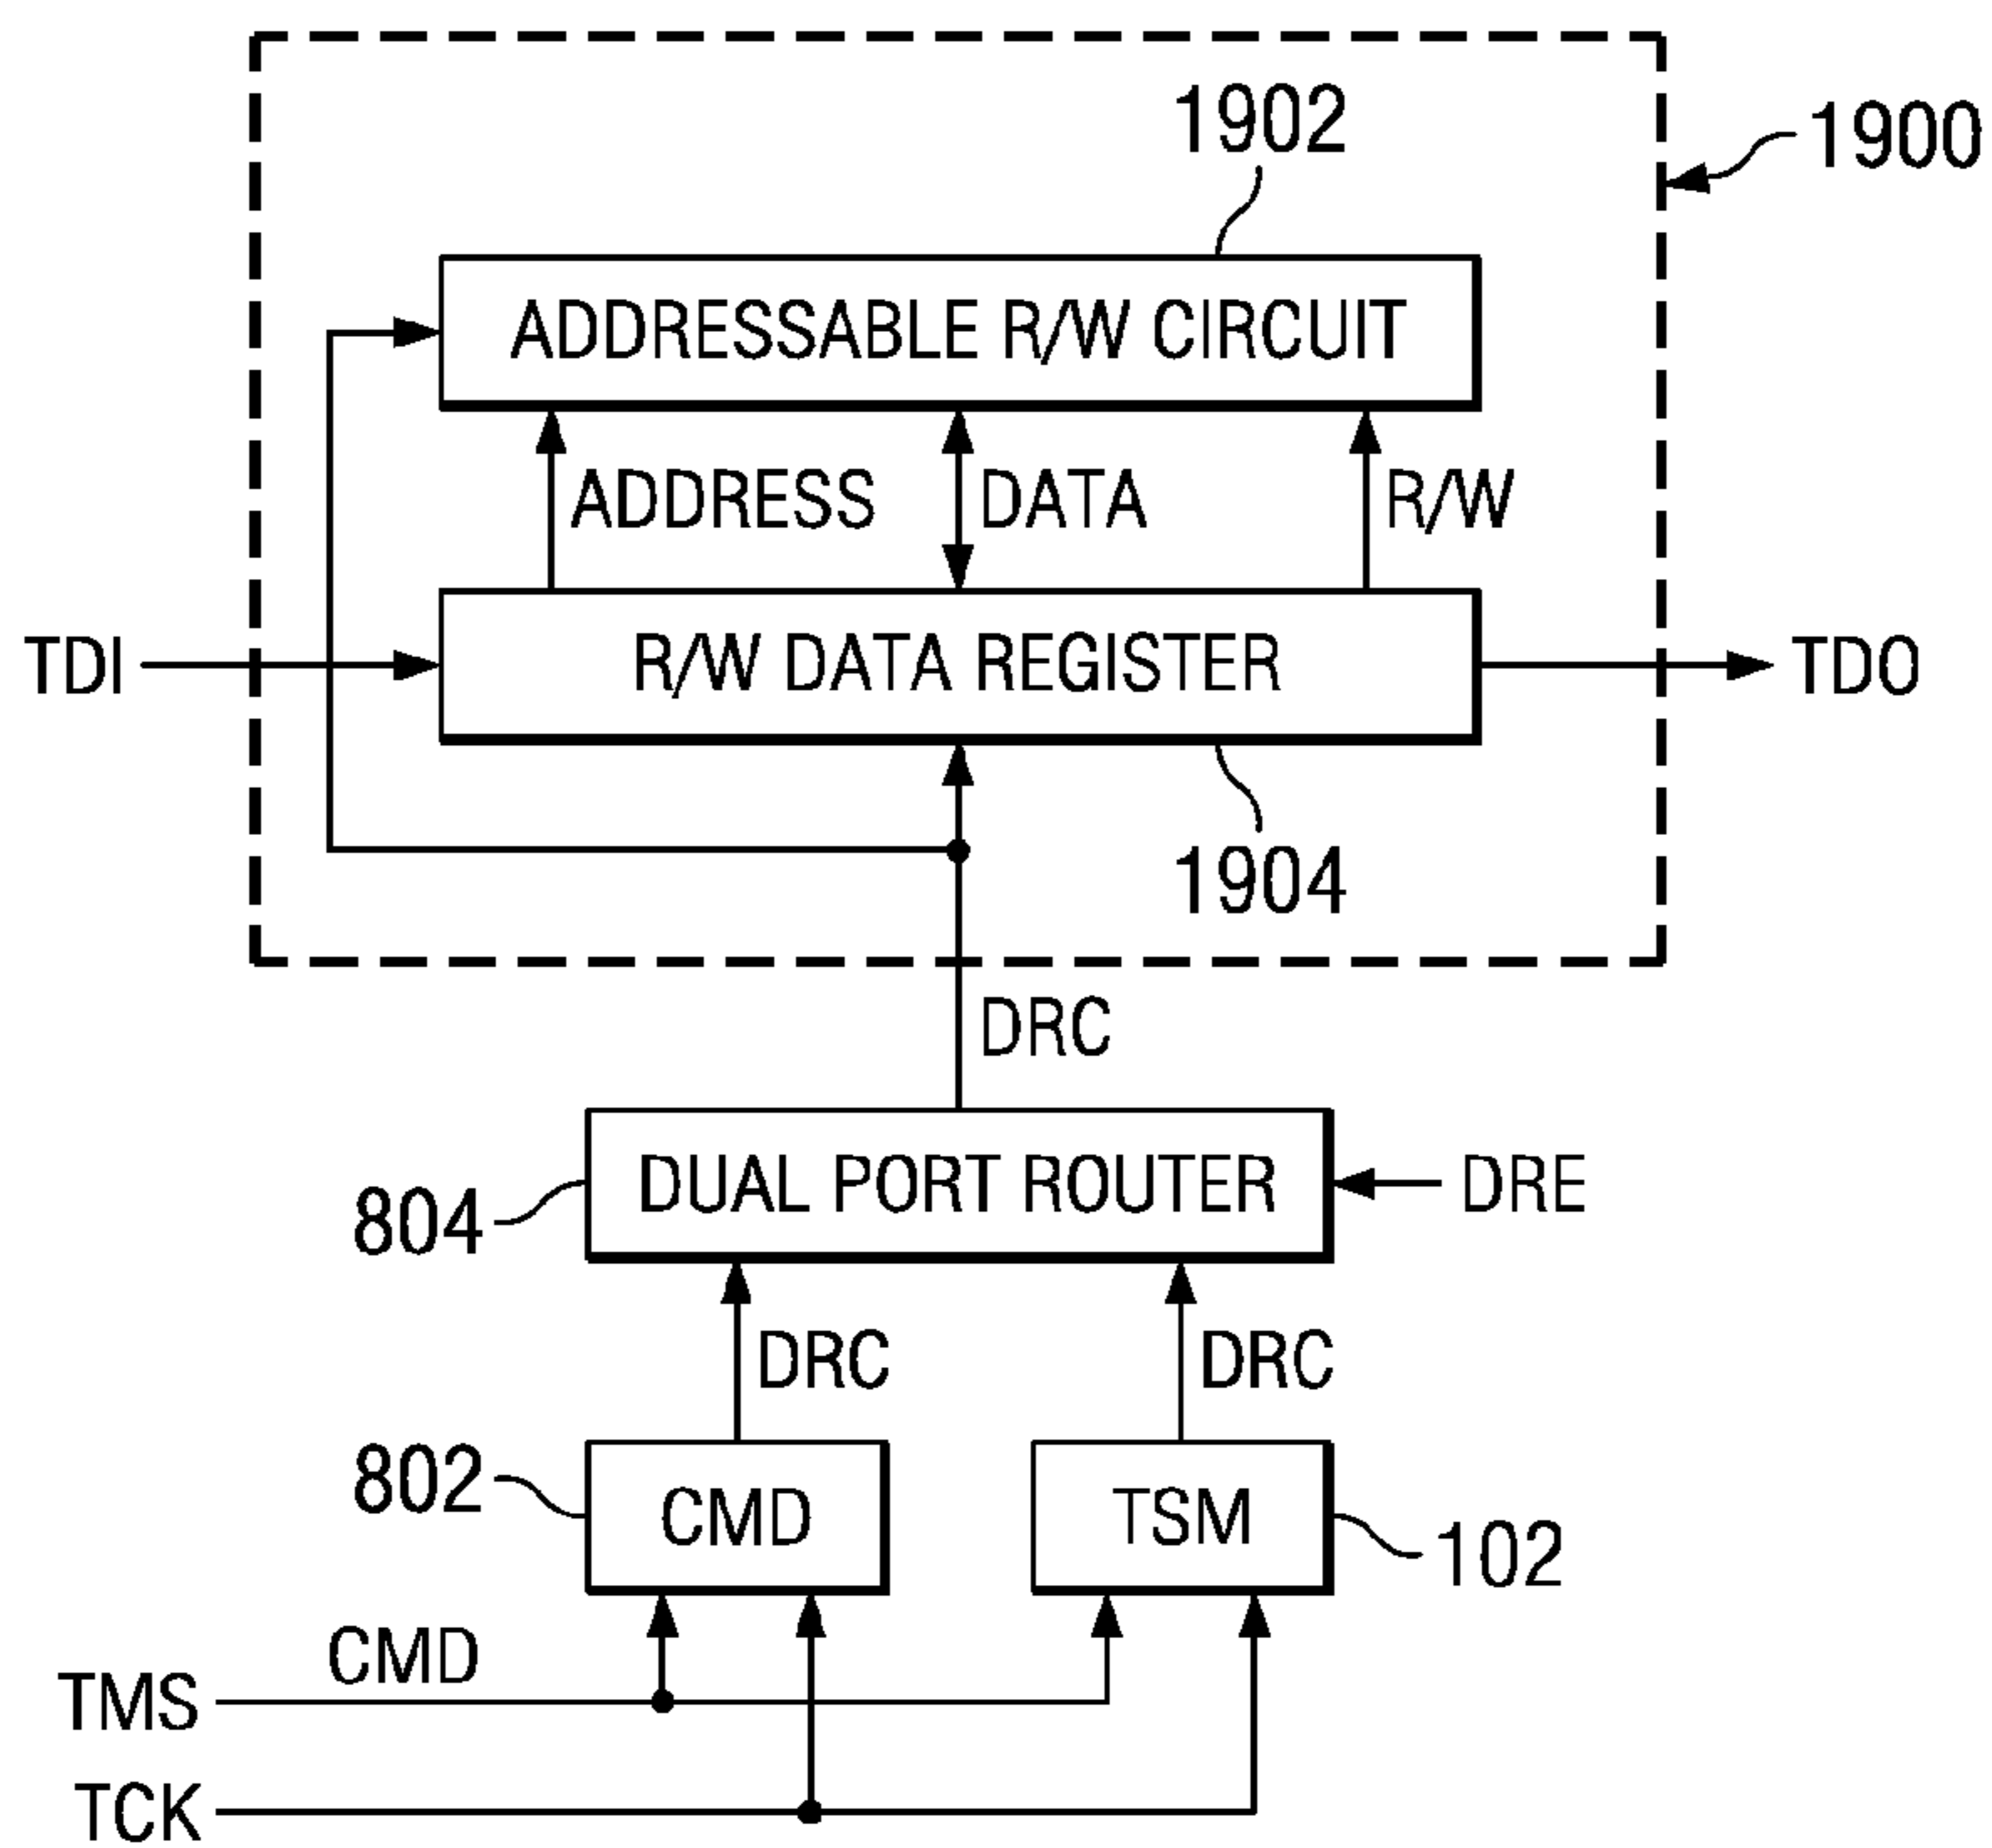 1902
1900
ADDRESSABLE R/W CIRCUIT
ADDRESS
DATA
R/W
TDI
R/W DATA REGISTER
TDO
1904
DRC
DUAL PORT ROUTER
DRE
804
DRC
DRC
802
CMD
TSM
102
CMD
TMS
TCK